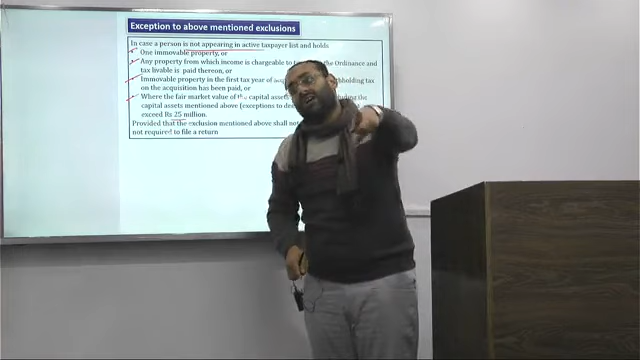 Exception to above mentioned exclusions
In case a person is not appearing in active taxpayer list and holds
One immovable property, or
Any property from which income is chargeable to the Ordinance and
tax livable is paid thereon, or
Immovable property in the first tax year of withholding tax
on the acquisition has been paid, or
Where the fair market value of the capital assets the
capital assets mentioned above (exceptions to
exceed Rs 25 million.
Provided that the exclusion mentioned above shall
not required to file a return